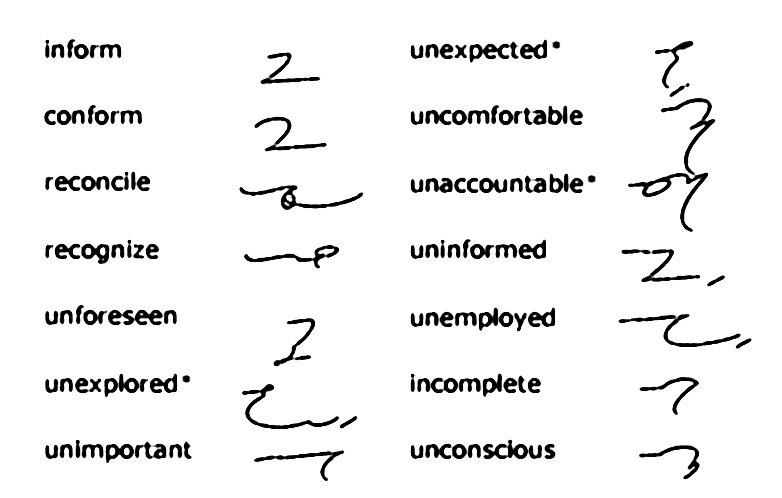 inform unexpected*
conform uncomfortable
reconcile unaccountable*
recognize uninformed
unforeseen unemployed
unexplored* incomplete
unimportant unconscious